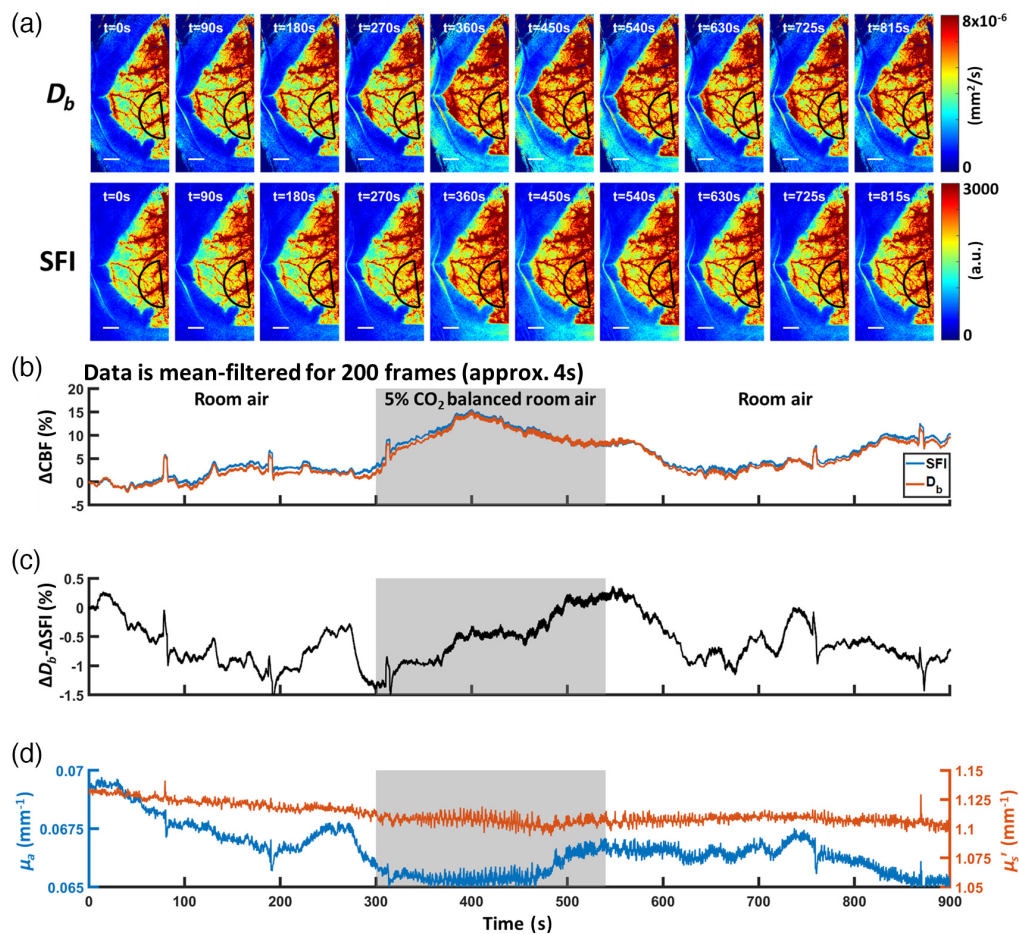 (a)
D_b
t=0s t=90s t=180s t=270s t=360s t=450s t=540s t=630s t=725s t=815s
8x10^-6
(mm²/s)
0
SFI
t=0s t=90s t=180s t=270s t=360s t=450s t=540s t=630s t=725s t=815s
3000
(a.u.)
0
(b)
Data is mean-filtered for 200 frames (approx. 4s)
Room air 5% CO₂ balanced room air Room air
ΔCBF (%)
20
15
10
5
0
-5
SFI
D_b
(c)
ΔD_b-ΔSFI (%)
0.5
0
-0.5
-1
-1.5
(d)
μ_a (mm⁻¹)
0.07
0.0675
0.065
1.15
1.125
1.1
1.075
1.05
μ_s' (mm⁻¹)
0 100 200 300 400 500 600 700 800 900
Time (s)